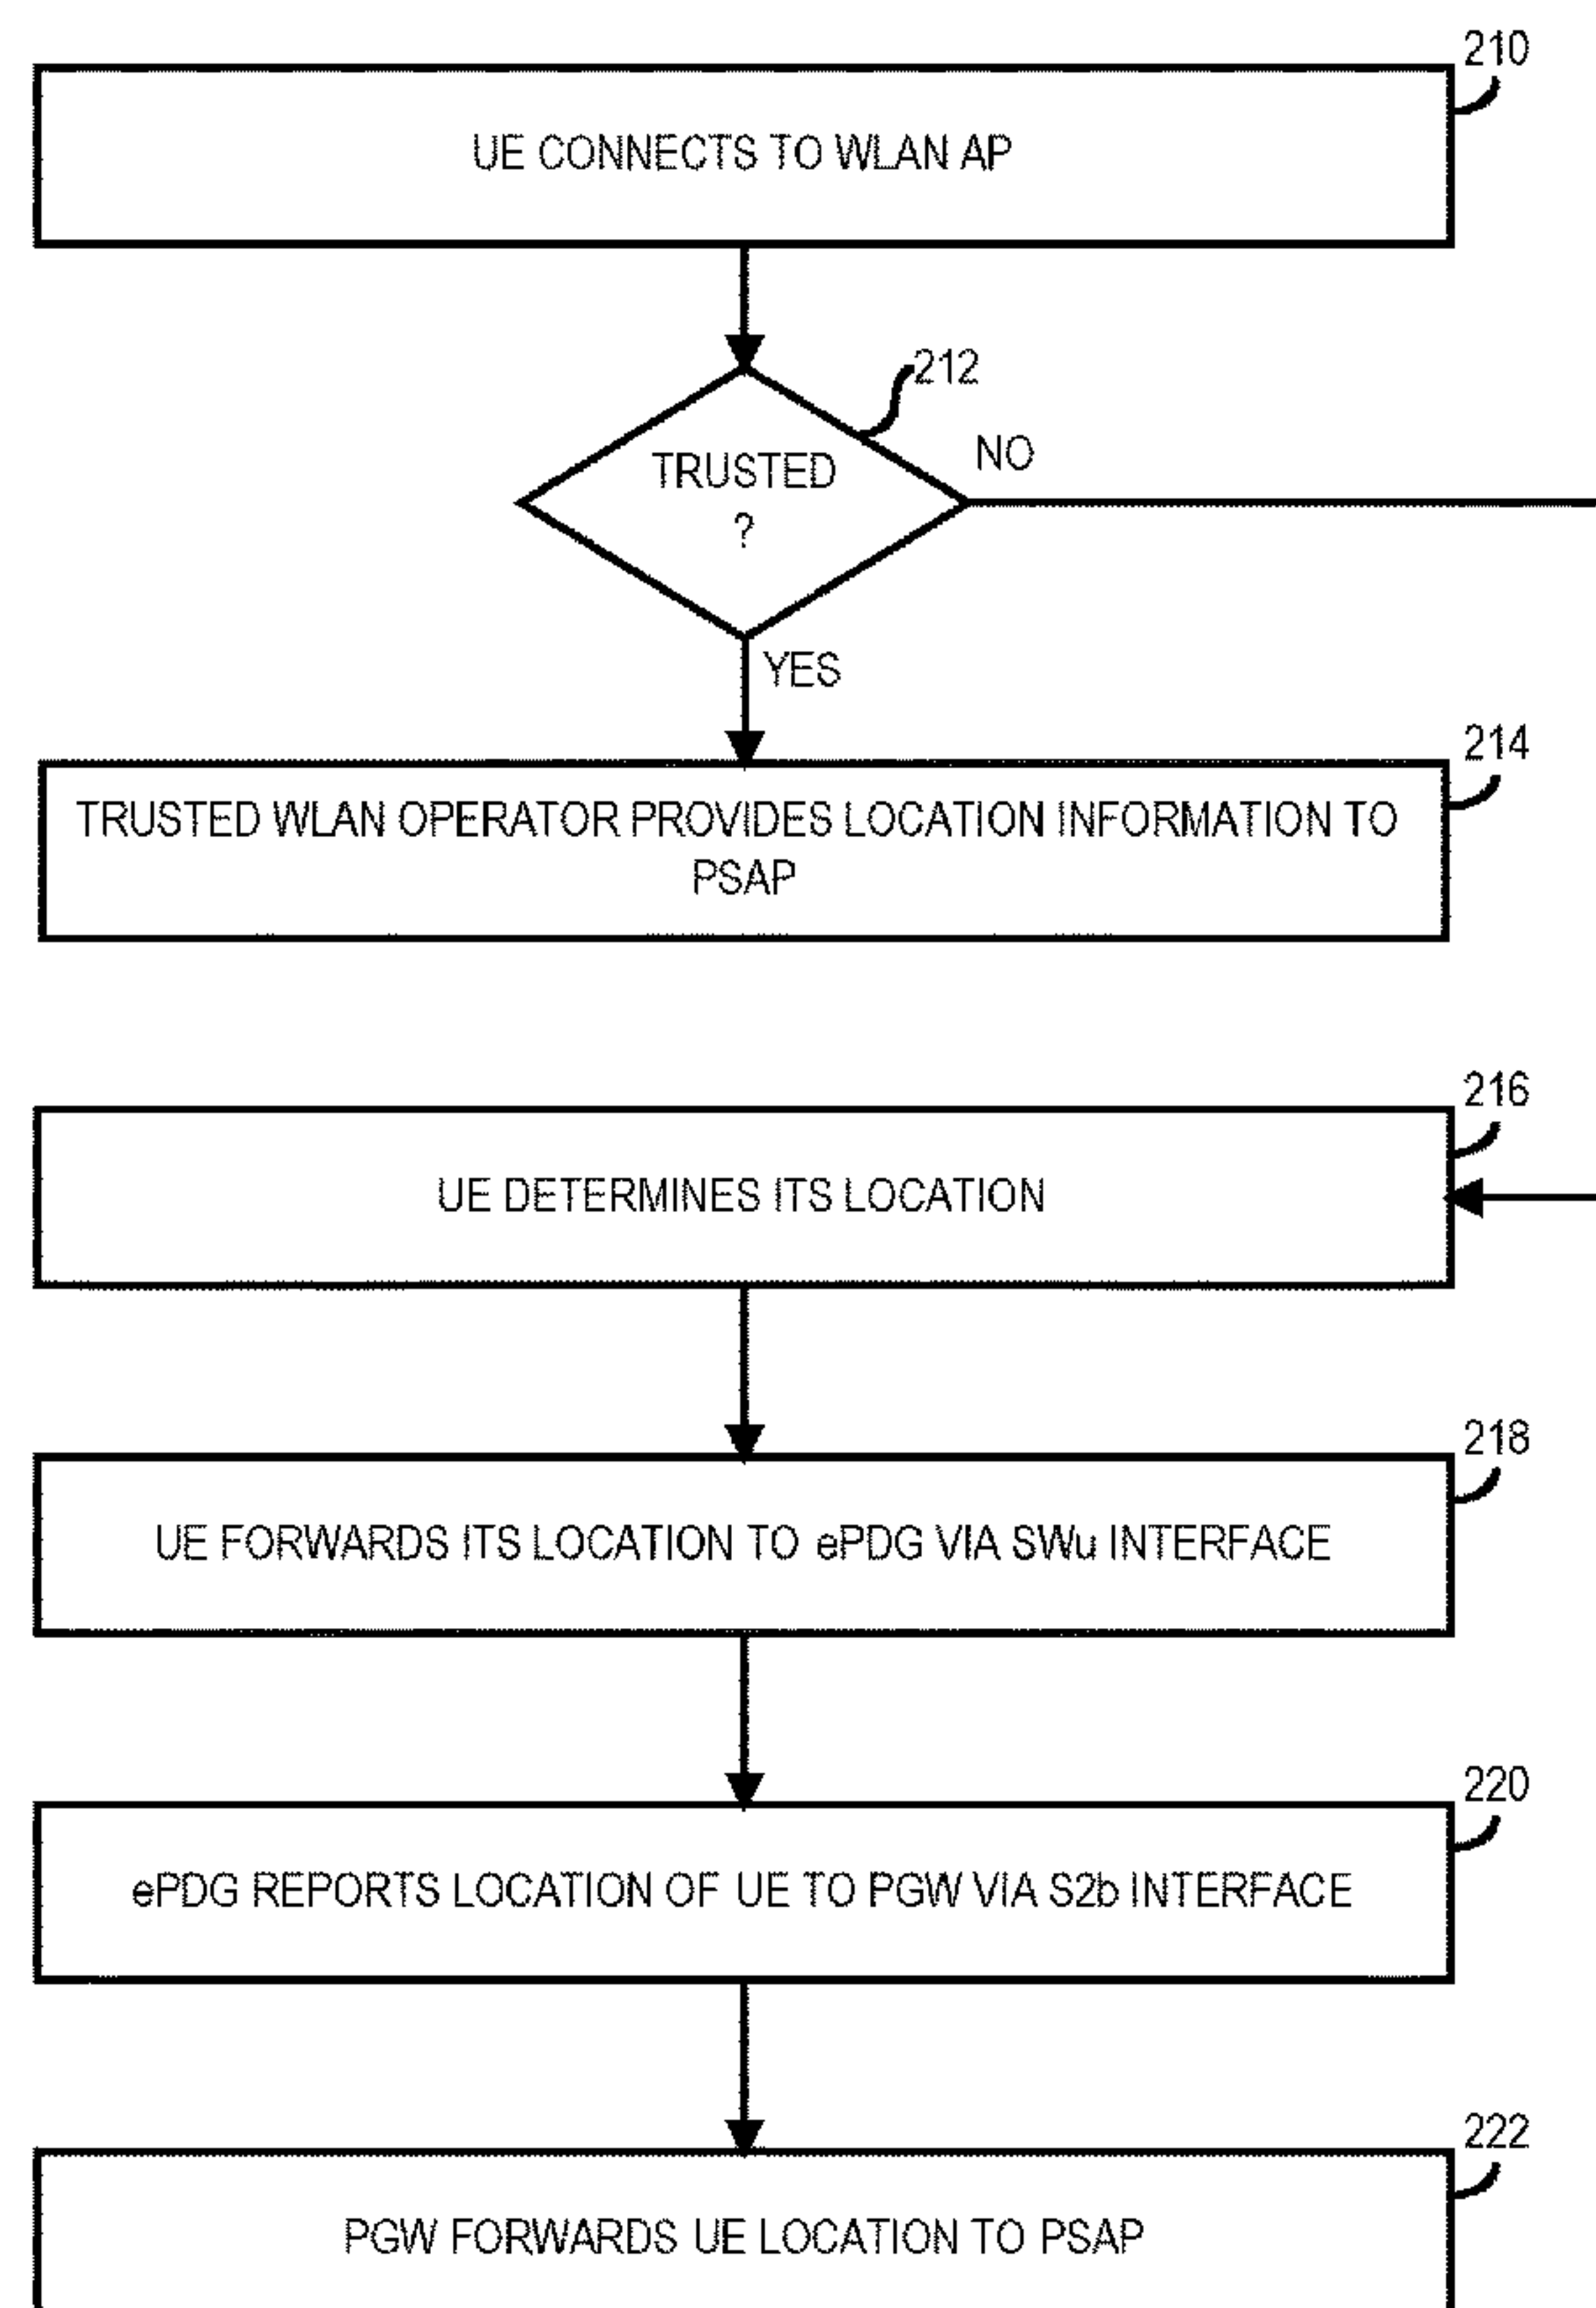 210
UE CONNECTS TO WLAN AP
212
TRUSTED
?
NO
YES
214
TRUSTED WLAN OPERATOR PROVIDES LOCATION INFORMATION TO
PSAP
216
UE DETERMINES ITS LOCATION
218
UE FORWARDS ITS LOCATION TO ePDG VIA SWu INTERFACE
220
ePDG REPORTS LOCATION OF UE TO PGW VIA S2b INTERFACE
222
PGW FORWARDS UE LOCATION TO PSAP